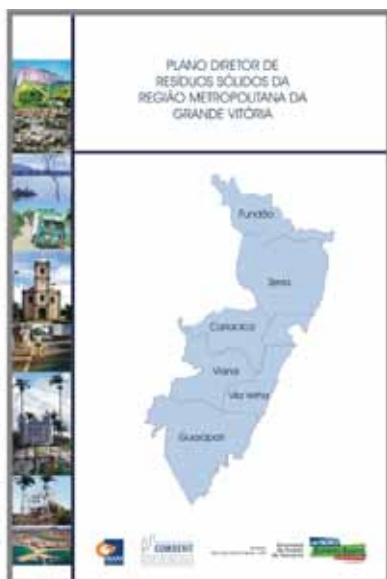 PLANO DIRETOR DE
RESÍDUOS SÓLIDOS DA
REGIÃO METROPOLITANA DA
GRANDE VITÓRIA
Fundão
Serra
Cariacica
Viana
Vila Velha
Guarapari